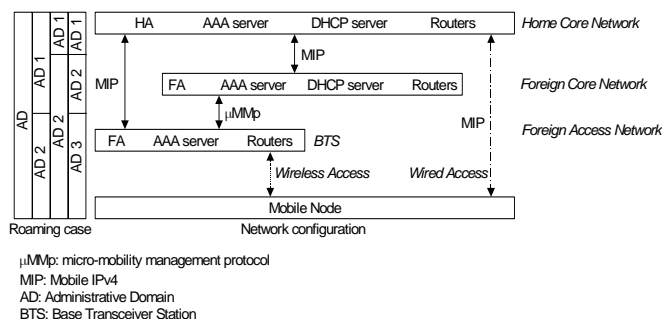 HA AAA server DHCP server Routers Home Core Network
AD 1
AD 1
MIP
AD 1
AD 2
MIP
FA AAA server DHCP server Routers Foreign Core Network
AD
μMMp
MIP
Foreign Access Network
FA AAA server Routers BTS
AD 2
AD 2
AD 3
Wireless Access Wired Access
Mobile Node
Roaming case Network configuration
μMMp: micro-mobility management protocol
MIP: Mobile IPv4
AD: Administrative Domain
BTS: Base Transceiver Station